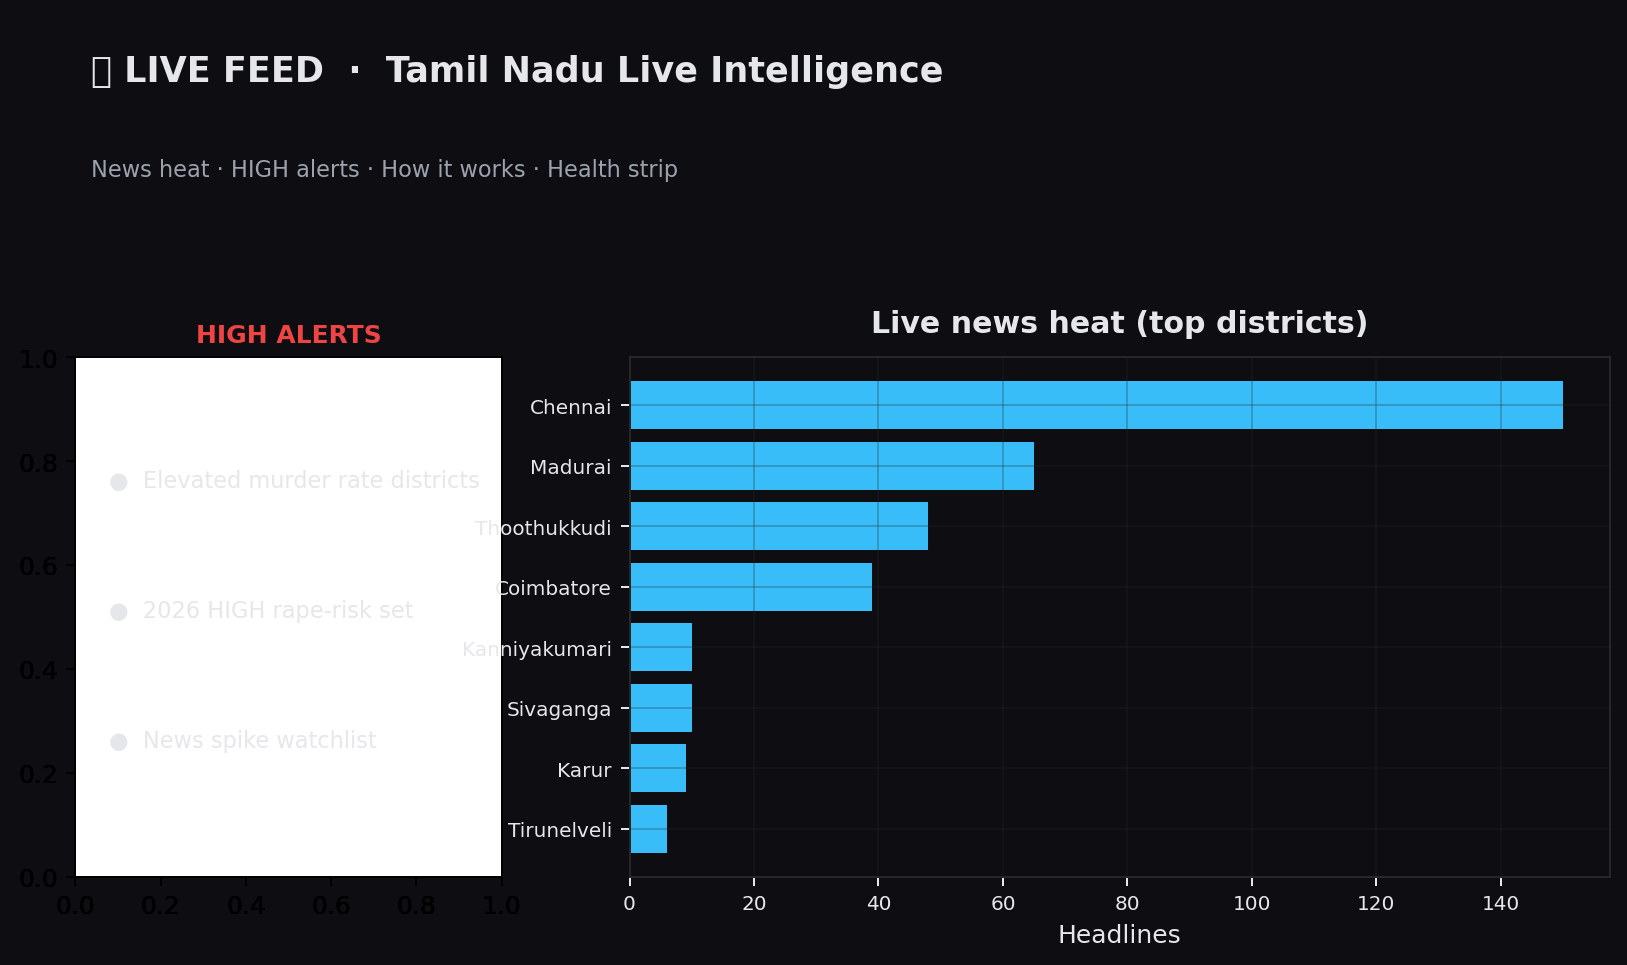 ▯ LIVE FEED · Tamil Nadu Live Intelligence
News heat · HIGH alerts · How it works · Health strip
HIGH ALERTS
1.0
0.8
0.6
0.4
0.2
0.0
● Elevated murder rate districts
● 2026 HIGH rape-risk set
● News spike watchlist
0.0 0.2 0.4 0.6 0.8 1.0
Live news heat (top districts)
Chennai
Madurai
Thoothukkudi
Coimbatore
Kanniyakumari
Sivaganga
Karur
Tirunelveli
0 20 40 60 80 100 120 140
Headlines